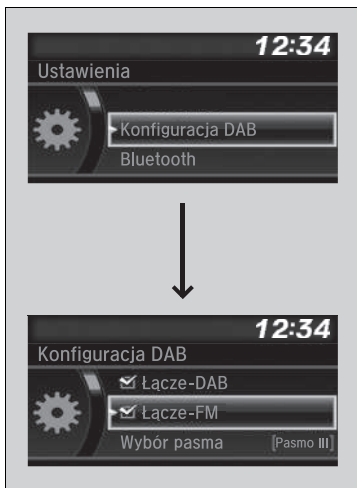 12:34
Ustawienia
Konfiguracja DAB
Bluetooth
12:34
Konfiguracja DAB
Łącze-DAB
Łącze-FM
Wybór pasma [Pasmo III]